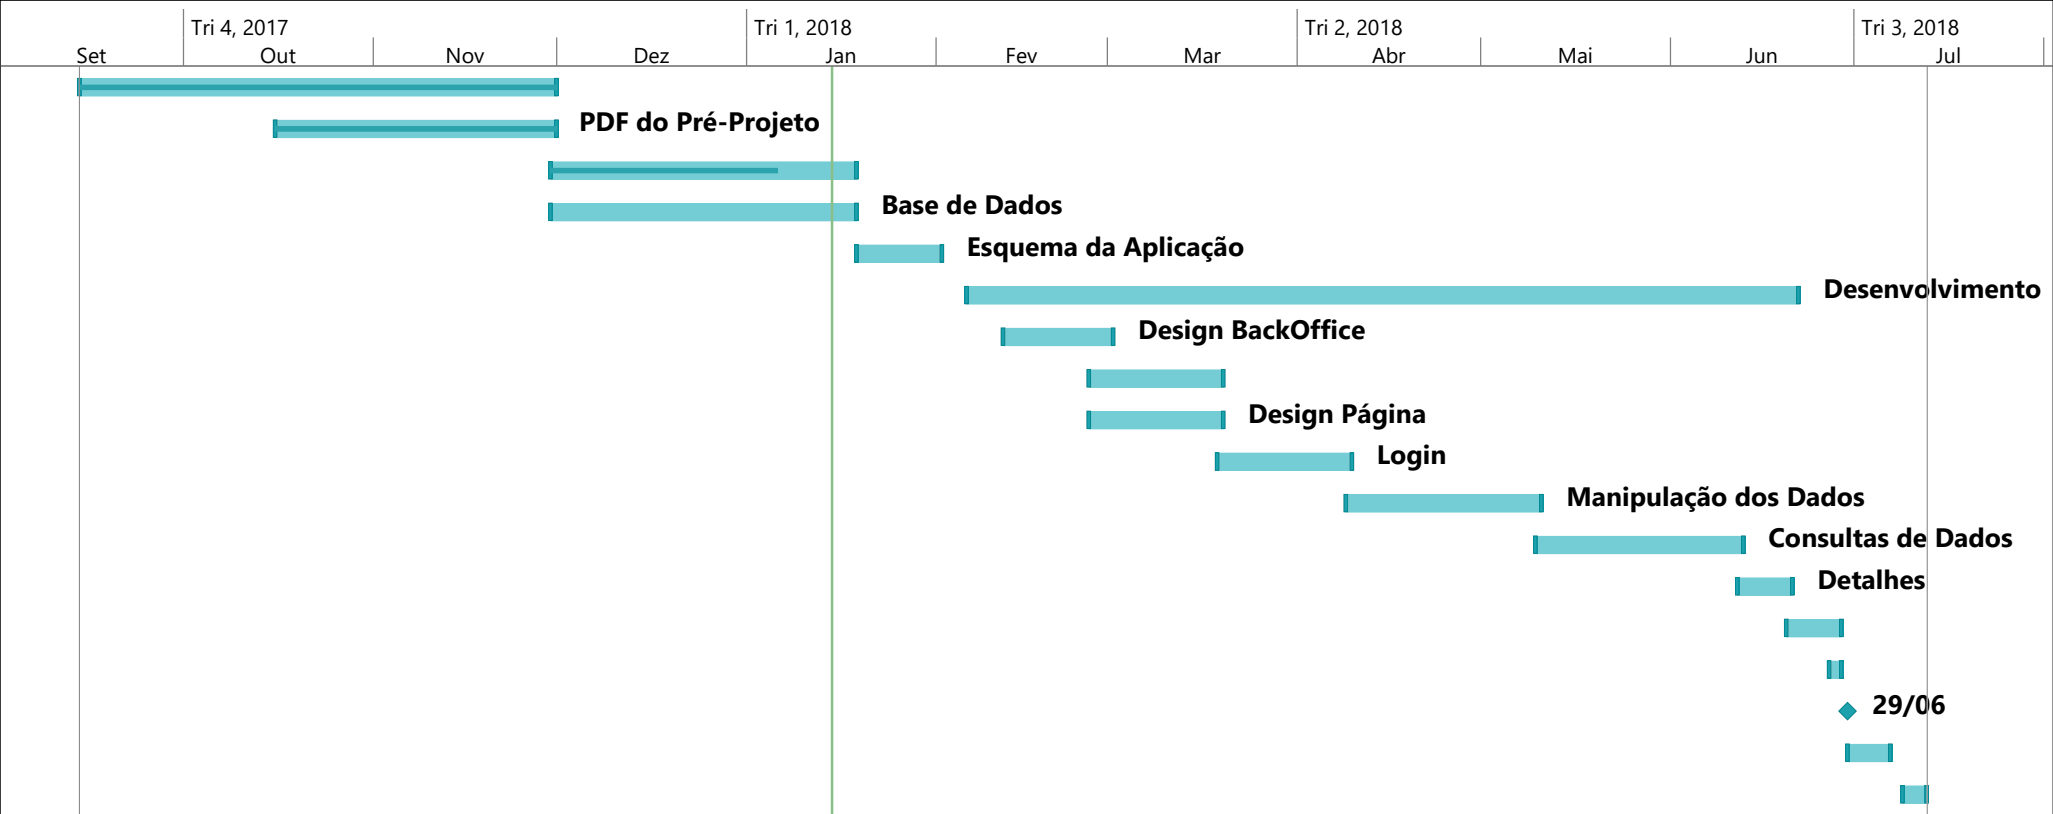 Tri 4, 2017 Tri 1, 2018 Tri 2, 2018 Tri 3, 2018
Set Out Nov Dez Jan Fev Mar Abr Mai Jun Jul
PDF do Pré-Projeto
Base de Dados
Esquema da Aplicação
Desenvolvimento
Design BackOffice
Design Página
Login
Manipulação dos Dados
Consultas de Dados
Detalhes
29/06